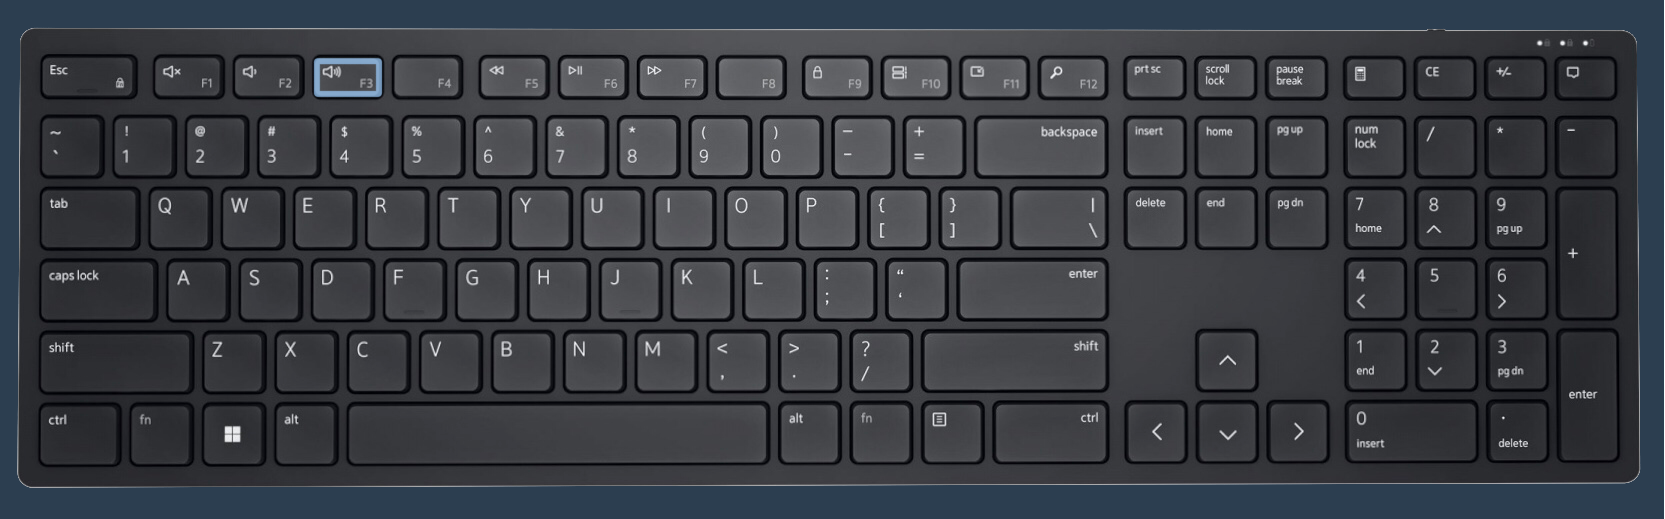 Esc F1 F2 F3 F4 F5 F6 F7 F8 F9 F10 F11 F12 prt sc scroll lock pause break CE +/-
~ ` ! 1 @ 2 # 3 $ 4 % 5 ^ 6 & 7 * 8 ( 9 ) 0 — - + = backspace insert home pg up num lock / * −
tab Q W E R T Y U I O P { [ } ] | \ delete end pg dn 7 home 8 9 pg up +
caps lock A S D F G H J K L : ; “ ‘ enter 4 5 6
shift Z X C V B N M < , > . ? / shift 1 end 2 3 pg dn enter
ctrl fn alt alt fn ctrl 0 insert . delete